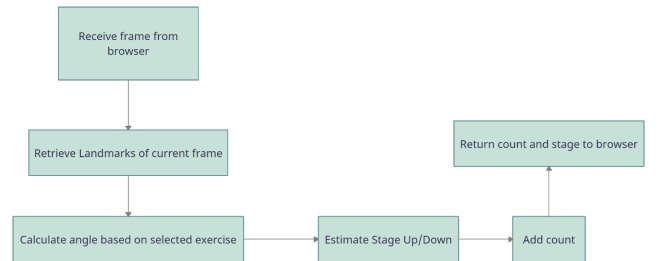 Receive frame from
browser
Retrieve Landmarks of current frame
Calculate angle based on selected exercise
Estimate Stage Up/Down
Add count
Return count and stage to browser